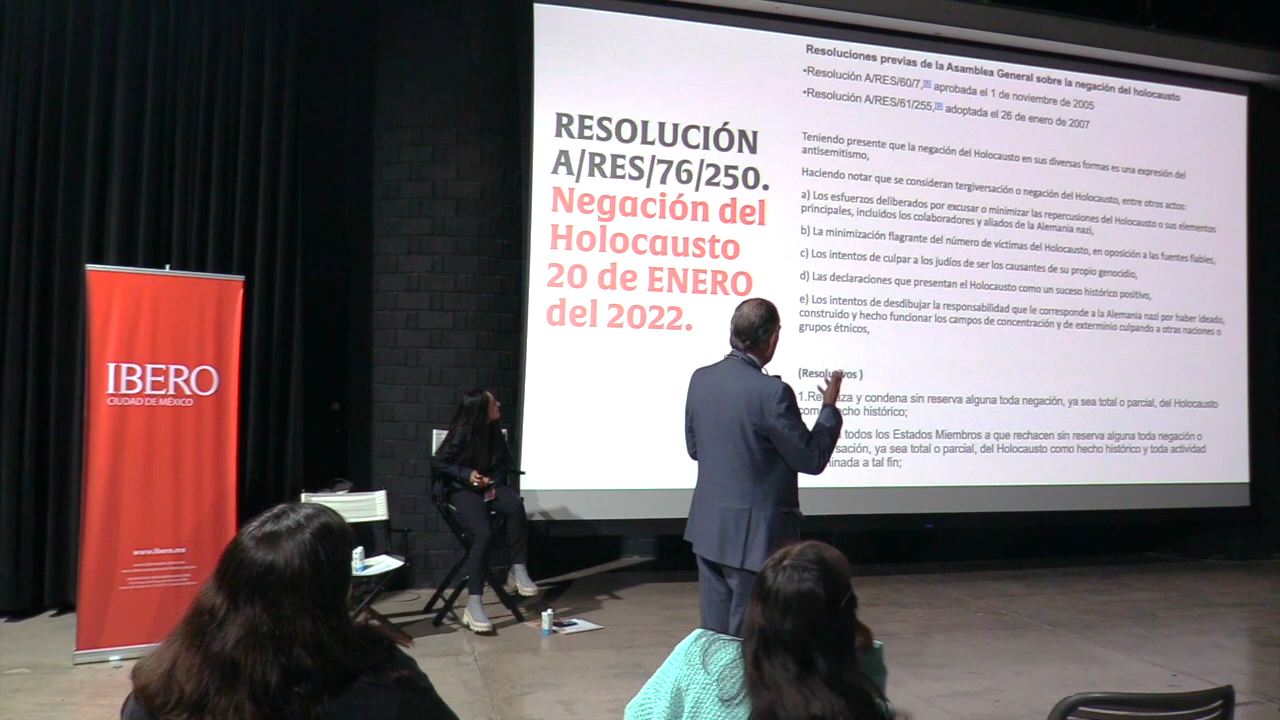 IBERO
CIUDAD DE MÉXICO
www.ibero.mx
RESOLUCIÓN
A/RES/76/250.
Negación del
Holocausto
20 de ENERO
del 2022.
Resoluciones previas de la Asamblea General sobre la negación del holocausto
•Resolución A/RES/60/7, aprobada el 1 de noviembre de 2005
•Resolución A/RES/61/255, adoptada el 26 de enero de 2007
Teniendo presente que la negación del Holocausto en sus diversas formas es una expresión del
antisemitismo,
Haciendo notar que se consideran tergiversación o negación del Holocausto, entre otros actos:
a) Los esfuerzos deliberados por excusar o minimizar las repercusiones del Holocausto o sus elementos
principales, incluidos los colaboradores y aliados de la Alemania nazi,
b) La minimización flagrante del número de víctimas del Holocausto, en oposición a las fuentes fiables,
c) Los intentos de culpar a los judíos de ser los causantes de su propio genocidio,
d) Las declaraciones que presentan el Holocausto como un suceso histórico positivo,
e) Los intentos de desdibujar la responsabilidad que le corresponde a la Alemania nazi por haber ideado,
construido y hecho funcionar los campos de concentración y de exterminio culpando a otras naciones o
grupos étnicos,
(Resolutivos )
1.Rechaza y condena sin reserva alguna toda negación, ya sea total o parcial, del Holocausto
como hecho histórico;
a todos los Estados Miembros a que rechacen sin reserva alguna toda negación o
ya sea total o parcial, del Holocausto como hecho histórico y toda actividad
a tal fin;